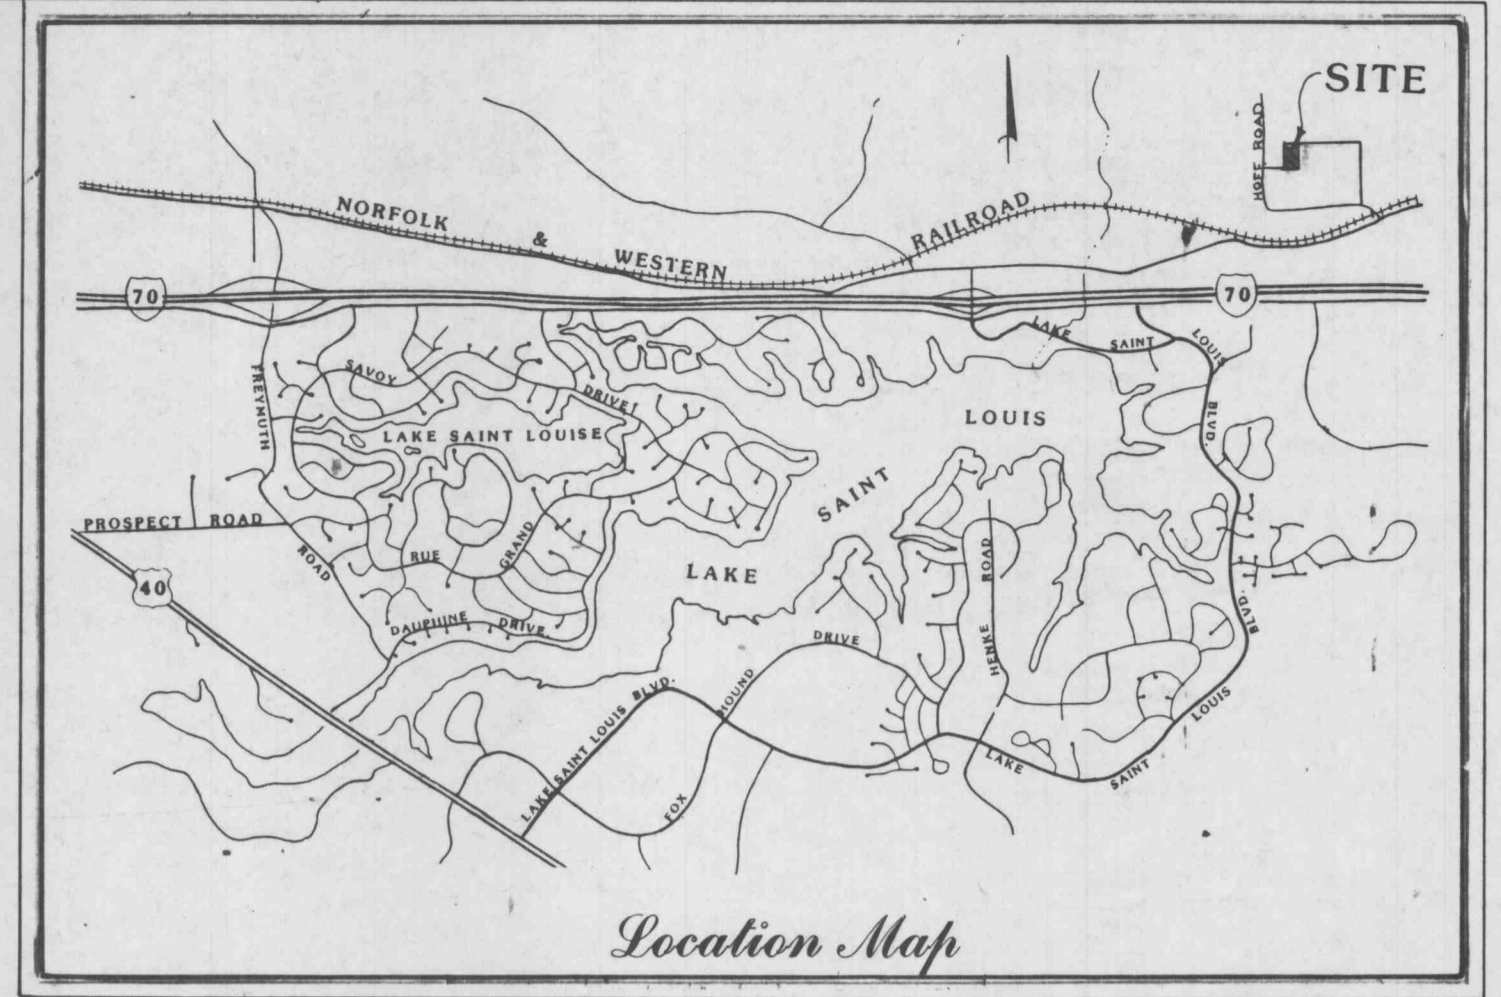 SITE
HOFF ROAD
NORFOLK & WESTERN RAILROAD
70
70
LAKE SAINT LOUIS BLVD.
FREYMUTH ROAD
SAVOY DRIVE
LAKE SAINT LOUISE
LAKE SAINT LOUIS
PROSPECT ROAD
40
RUE GRAND
DAUPHINE DRIVE
HENKE ROAD
BLVD.
FOX HOUND DRIVE
LAKE SAINT LOUIS BLVD.
LAKE SAINT LOUIS
Location Map